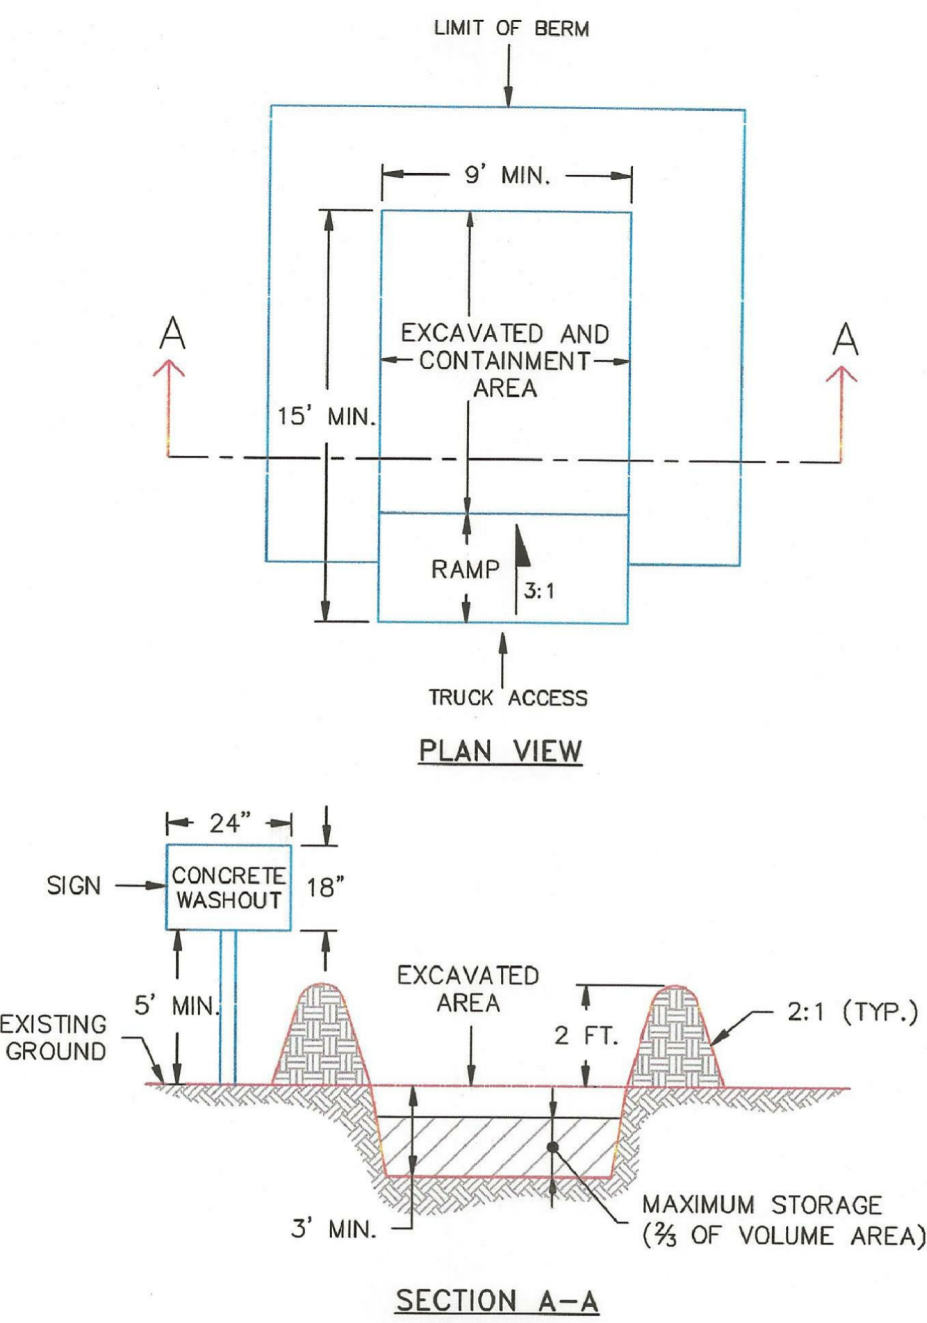 LIMIT OF BERM
9' MIN.
A
A
EXCAVATED AND
CONTAINMENT
AREA
15' MIN.
RAMP
3:1
TRUCK ACCESS
PLAN VIEW
24"
SIGN
CONCRETE
WASHOUT
18"
5' MIN.
EXCAVATED
AREA
EXISTING
GROUND
2 FT.
2:1 (TYP.)
3' MIN.
MAXIMUM STORAGE
(⅔ OF VOLUME AREA)
SECTION A-A